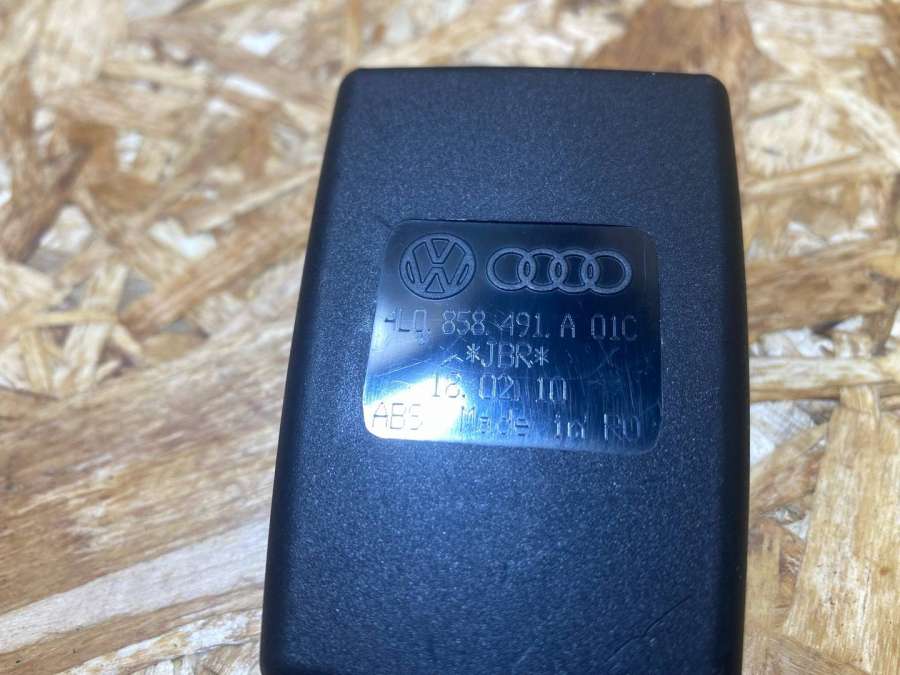 4L0. 858. 491. A 01C
*JBR*
18. 02. 10
ABS Made in RO